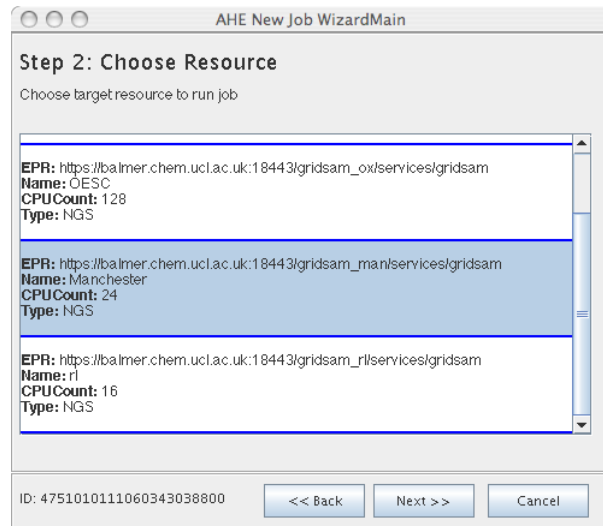 AHE New Job WizardMain
Step 2: Choose Resource
Choose target resource to run job
EPR: https://balmer.chem.ucl.ac.uk:18443/gridsam_ox/services/gridsam
Name: OESC
CPUCount: 128
Type: NGS
EPR: https://balmer.chem.ucl.ac.uk:18443/gridsam_man/services/gridsam
Name: Manchester
CPUCount: 24
Type: NGS
EPR: https://balmer.chem.ucl.ac.uk:18443/gridsam_rl/services/gridsam
Name: rl
CPUCount: 16
Type: NGS
ID: 4751010111060343038800
<< Back
Next >>
Cancel